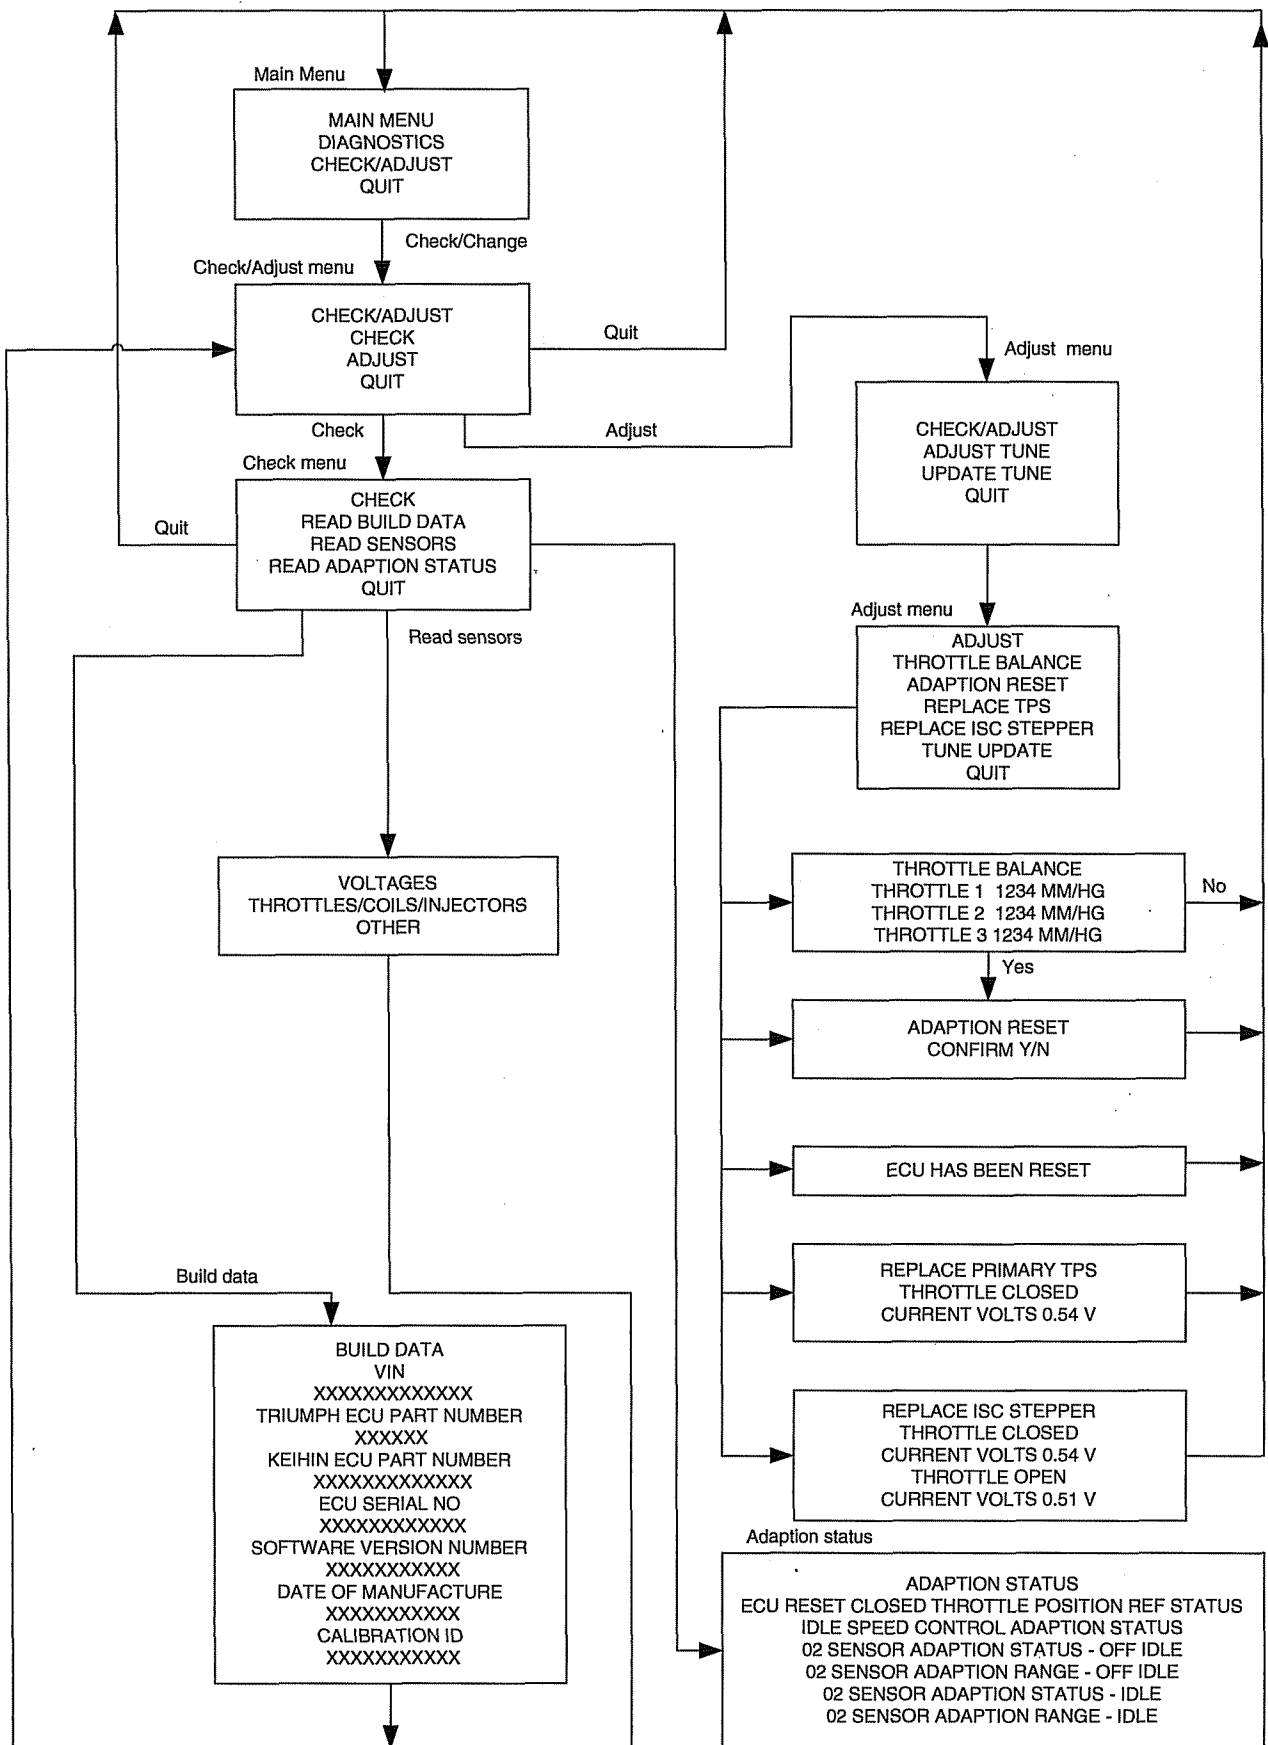 Main Menu
MAIN MENU
DIAGNOSTICS
CHECK/ADJUST
QUIT
Check/Change
Check/Adjust menu
CHECK/ADJUST
CHECK
ADJUST
QUIT
Quit
Check
Adjust
Adjust menu
CHECK/ADJUST
ADJUST TUNE
UPDATE TUNE
QUIT
Check menu
CHECK
READ BUILD DATA
READ SENSORS
READ ADAPTION STATUS
QUIT
Quit
Read sensors
Adjust menu
ADJUST
THROTTLE BALANCE
ADAPTION RESET
REPLACE TPS
REPLACE ISC STEPPER
TUNE UPDATE
QUIT
VOLTAGES
THROTTLES/COILS/INJECTORS
OTHER
THROTTLE BALANCE
THROTTLE 1 1234 MM/HG
THROTTLE 2 1234 MM/HG
THROTTLE 3 1234 MM/HG
No
Yes
ADAPTION RESET
CONFIRM Y/N
ECU HAS BEEN RESET
REPLACE PRIMARY TPS
THROTTLE CLOSED
CURRENT VOLTS 0.54 V
REPLACE ISC STEPPER
THROTTLE CLOSED
CURRENT VOLTS 0.54 V
THROTTLE OPEN
CURRENT VOLTS 0.51 V
Build data
BUILD DATA
VIN
XXXXXXXXXXXXX
TRIUMPH ECU PART NUMBER
XXXXXX
KEIHIN ECU PART NUMBER
XXXXXXXXXXXXX
ECU SERIAL NO
XXXXXXXXXXXX
SOFTWARE VERSION NUMBER
XXXXXXXXXXX
DATE OF MANUFACTURE
XXXXXXXXXXX
CALIBRATION ID
XXXXXXXXXXX
Adaption status
ADAPTION STATUS
ECU RESET CLOSED THROTTLE POSITION REF STATUS
IDLE SPEED CONTROL ADAPTION STATUS
02 SENSOR ADAPTION STATUS - OFF IDLE
02 SENSOR ADAPTION RANGE - OFF IDLE
02 SENSOR ADAPTION STATUS - IDLE
02 SENSOR ADAPTION RANGE - IDLE